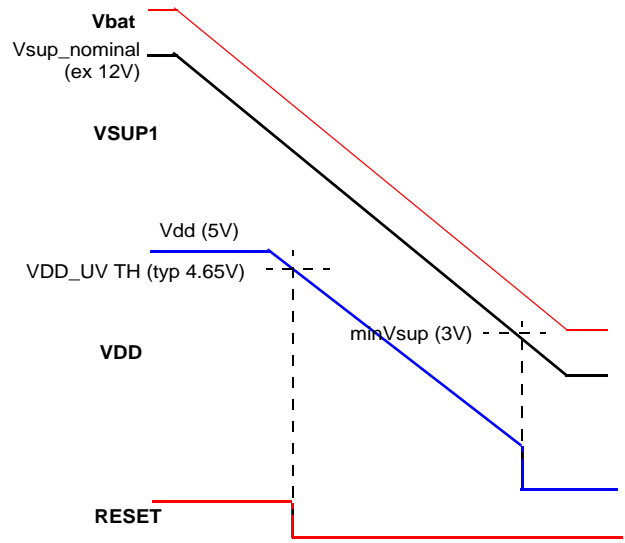 Vbat
Vsup_nominal
(ex 12V)
VSUP1
Vdd (5V)
VDD_UV TH (typ 4.65V)
minVsup (3V)
VDD
RESET